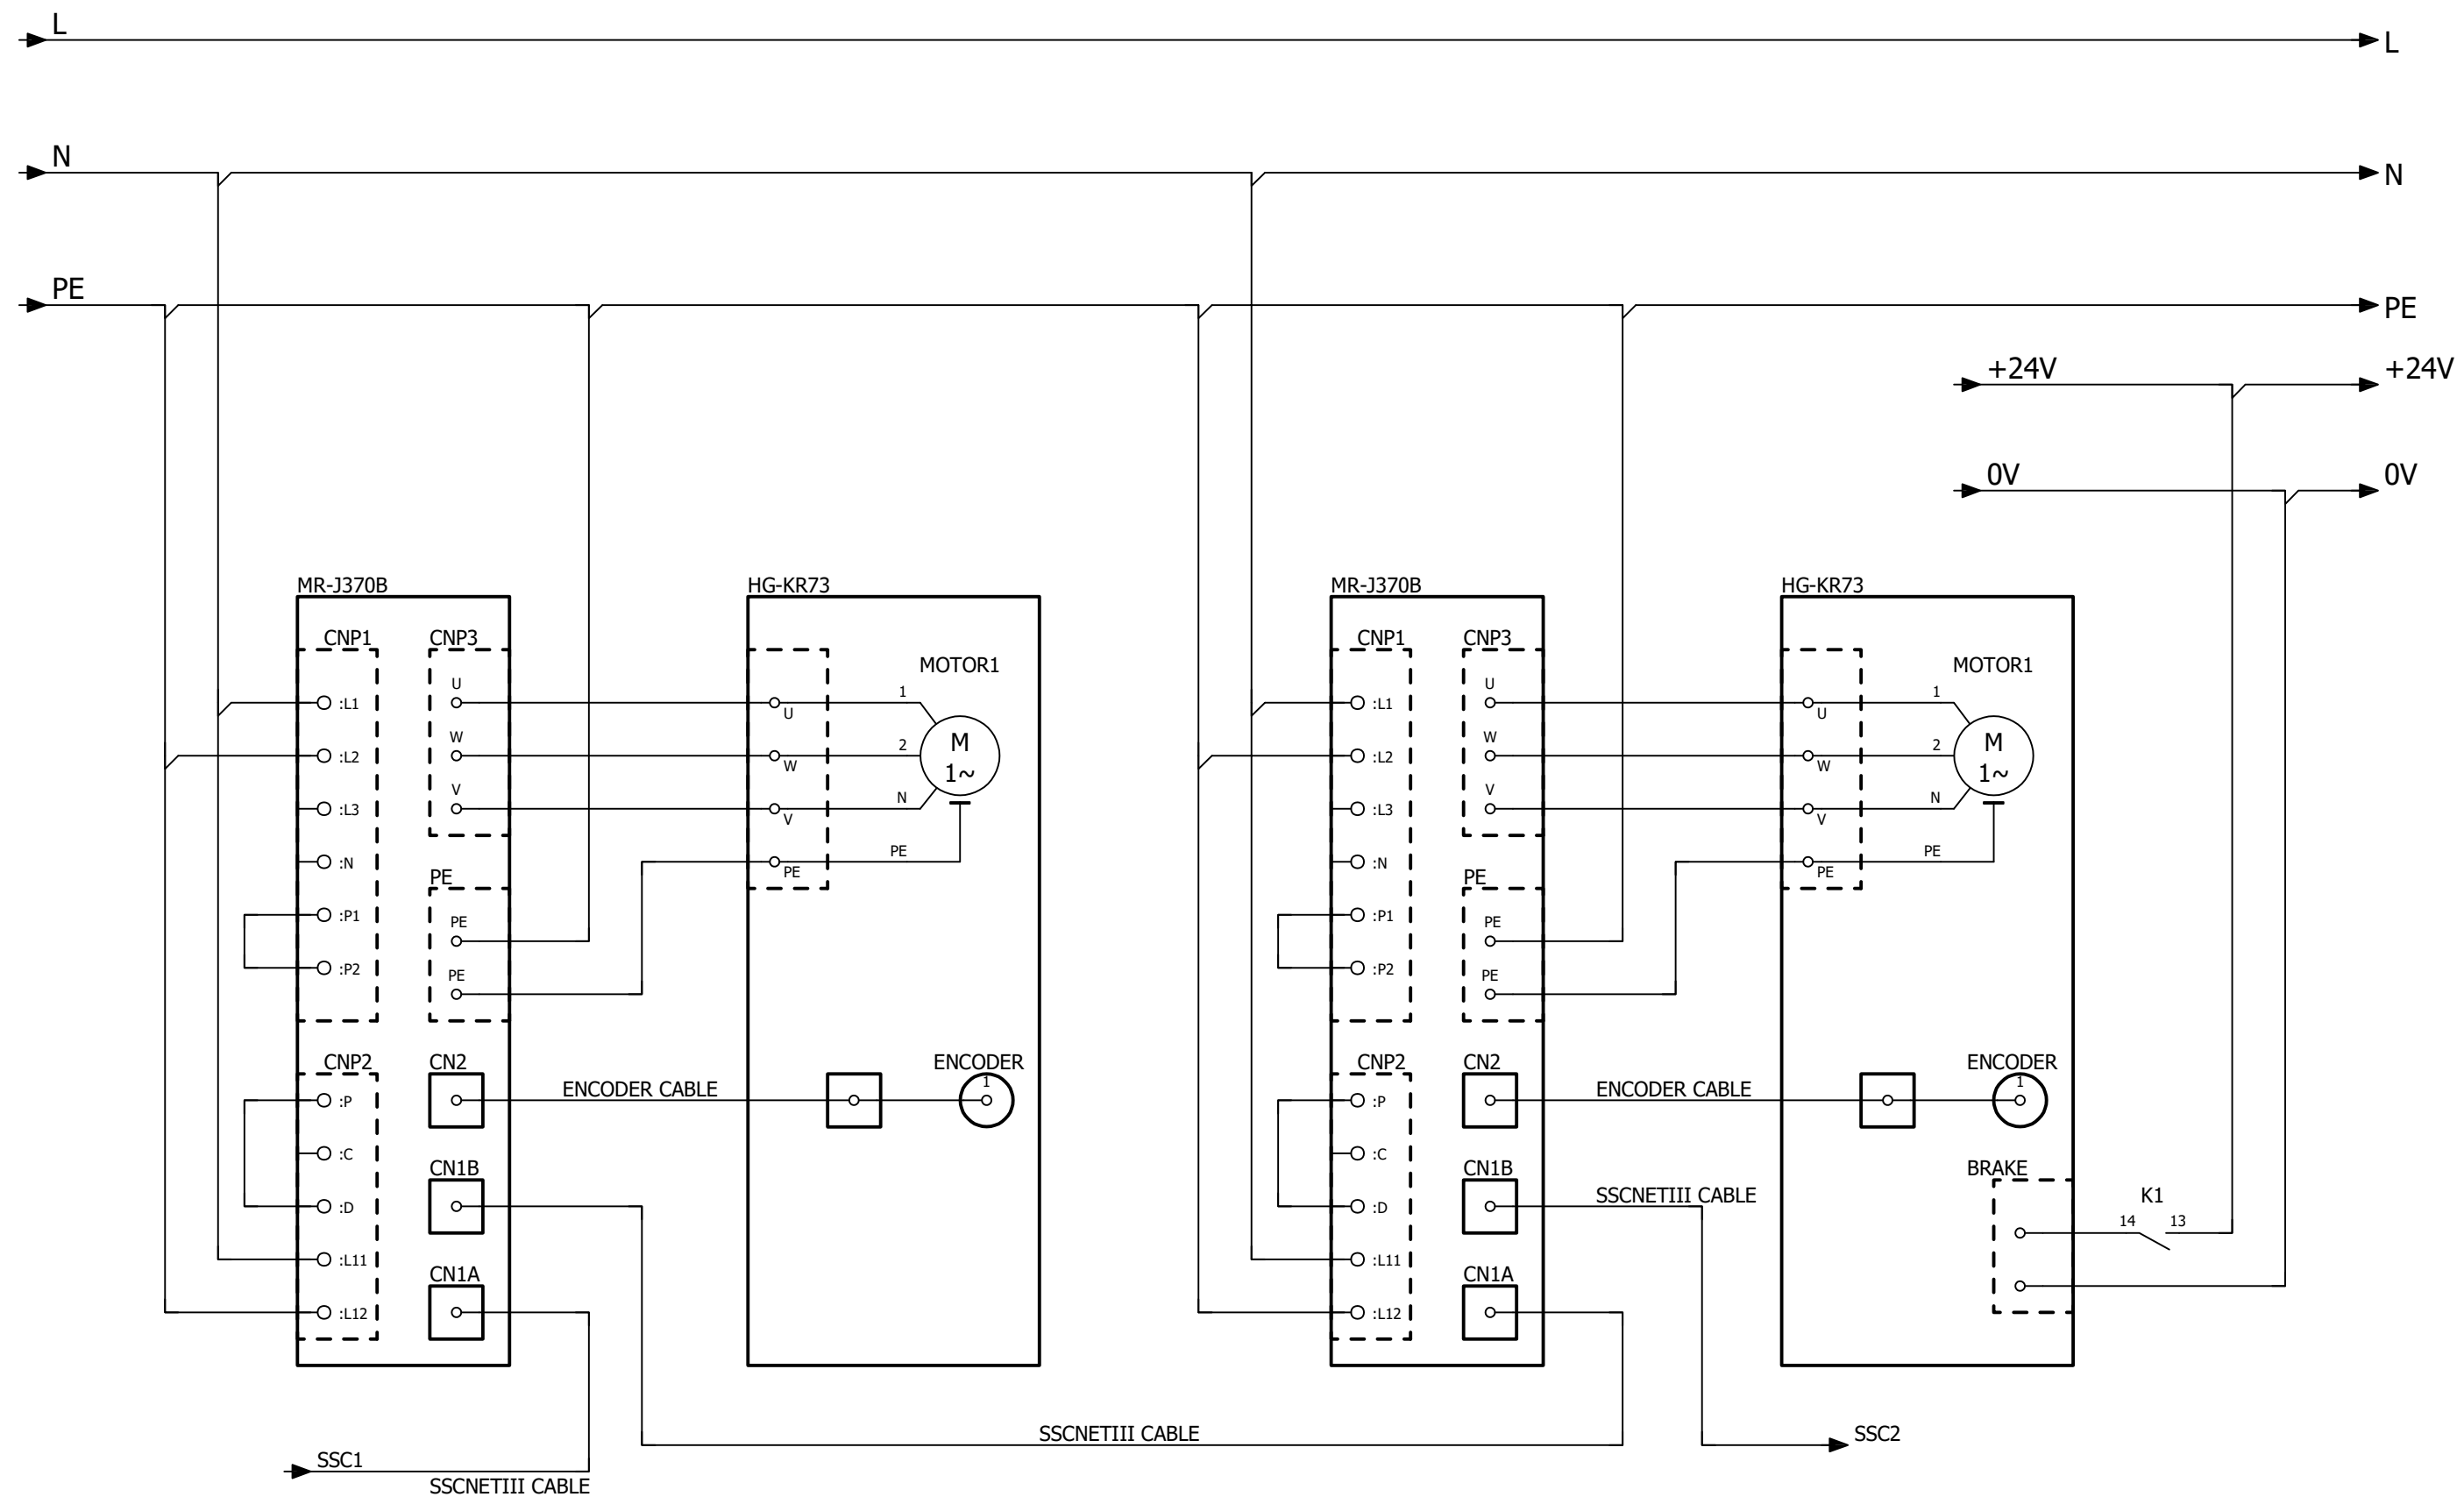 L
L
N
N
PE
PE
+24V
+24V
0V
0V
MR-J370B
HG-KR73
MR-J370B
HG-KR73
CNP1
CNP3
MOTOR1
CNP1
CNP3
MOTOR1
:L1
U
U
1
:L1
U
U
1
:L2
W
W
2
M
1~
:L2
W
W
2
M
1~
:L3
V
V
N
:L3
V
V
N
:N
PE
PE
PE
:N
PE
PE
PE
:P1
PE
:P1
PE
:P2
PE
:P2
PE
CNP2
CN2
ENCODER
CNP2
CN2
ENCODER
:P
ENCODER CABLE
1
:P
ENCODER CABLE
1
:C
:C
CN1B
CN1B
BRAKE
:D
:D
SSCNETIII CABLE
K1
14
13
:L11
:L11
CN1A
CN1A
:L12
:L12
SSCNETIII CABLE
SSC2
SSC1
SSCNETIII CABLE